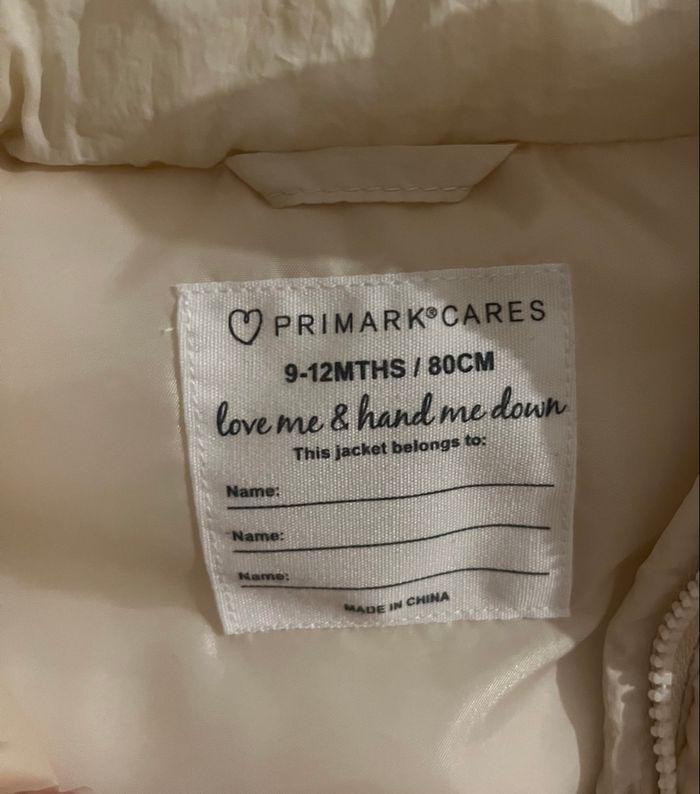 PRIMARK®CARES
9-12MTHS / 80CM
love me & hand me down
This jacket belongs to:
Name:
Name:
Name:
MADE IN CHINA